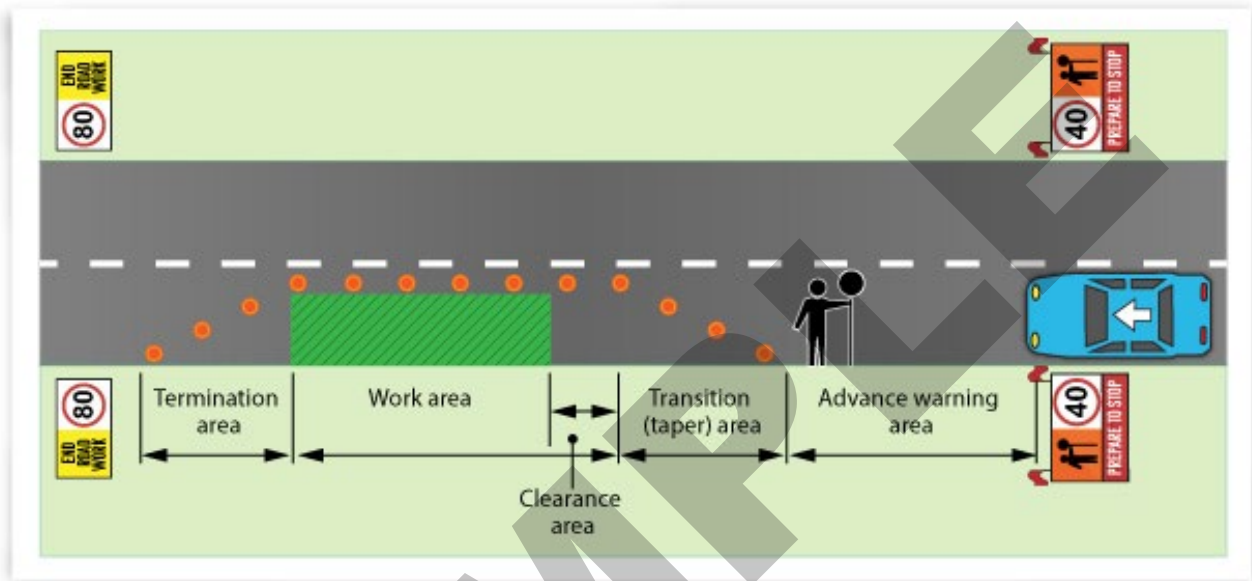 END
ROAD
WORK
80
40
PREPARE TO STOP
Termination
area
Work area
Transition
(taper) area
Advance warning
area
Clearance
area
80
END
ROAD
WORK
40
PREPARE TO STOP